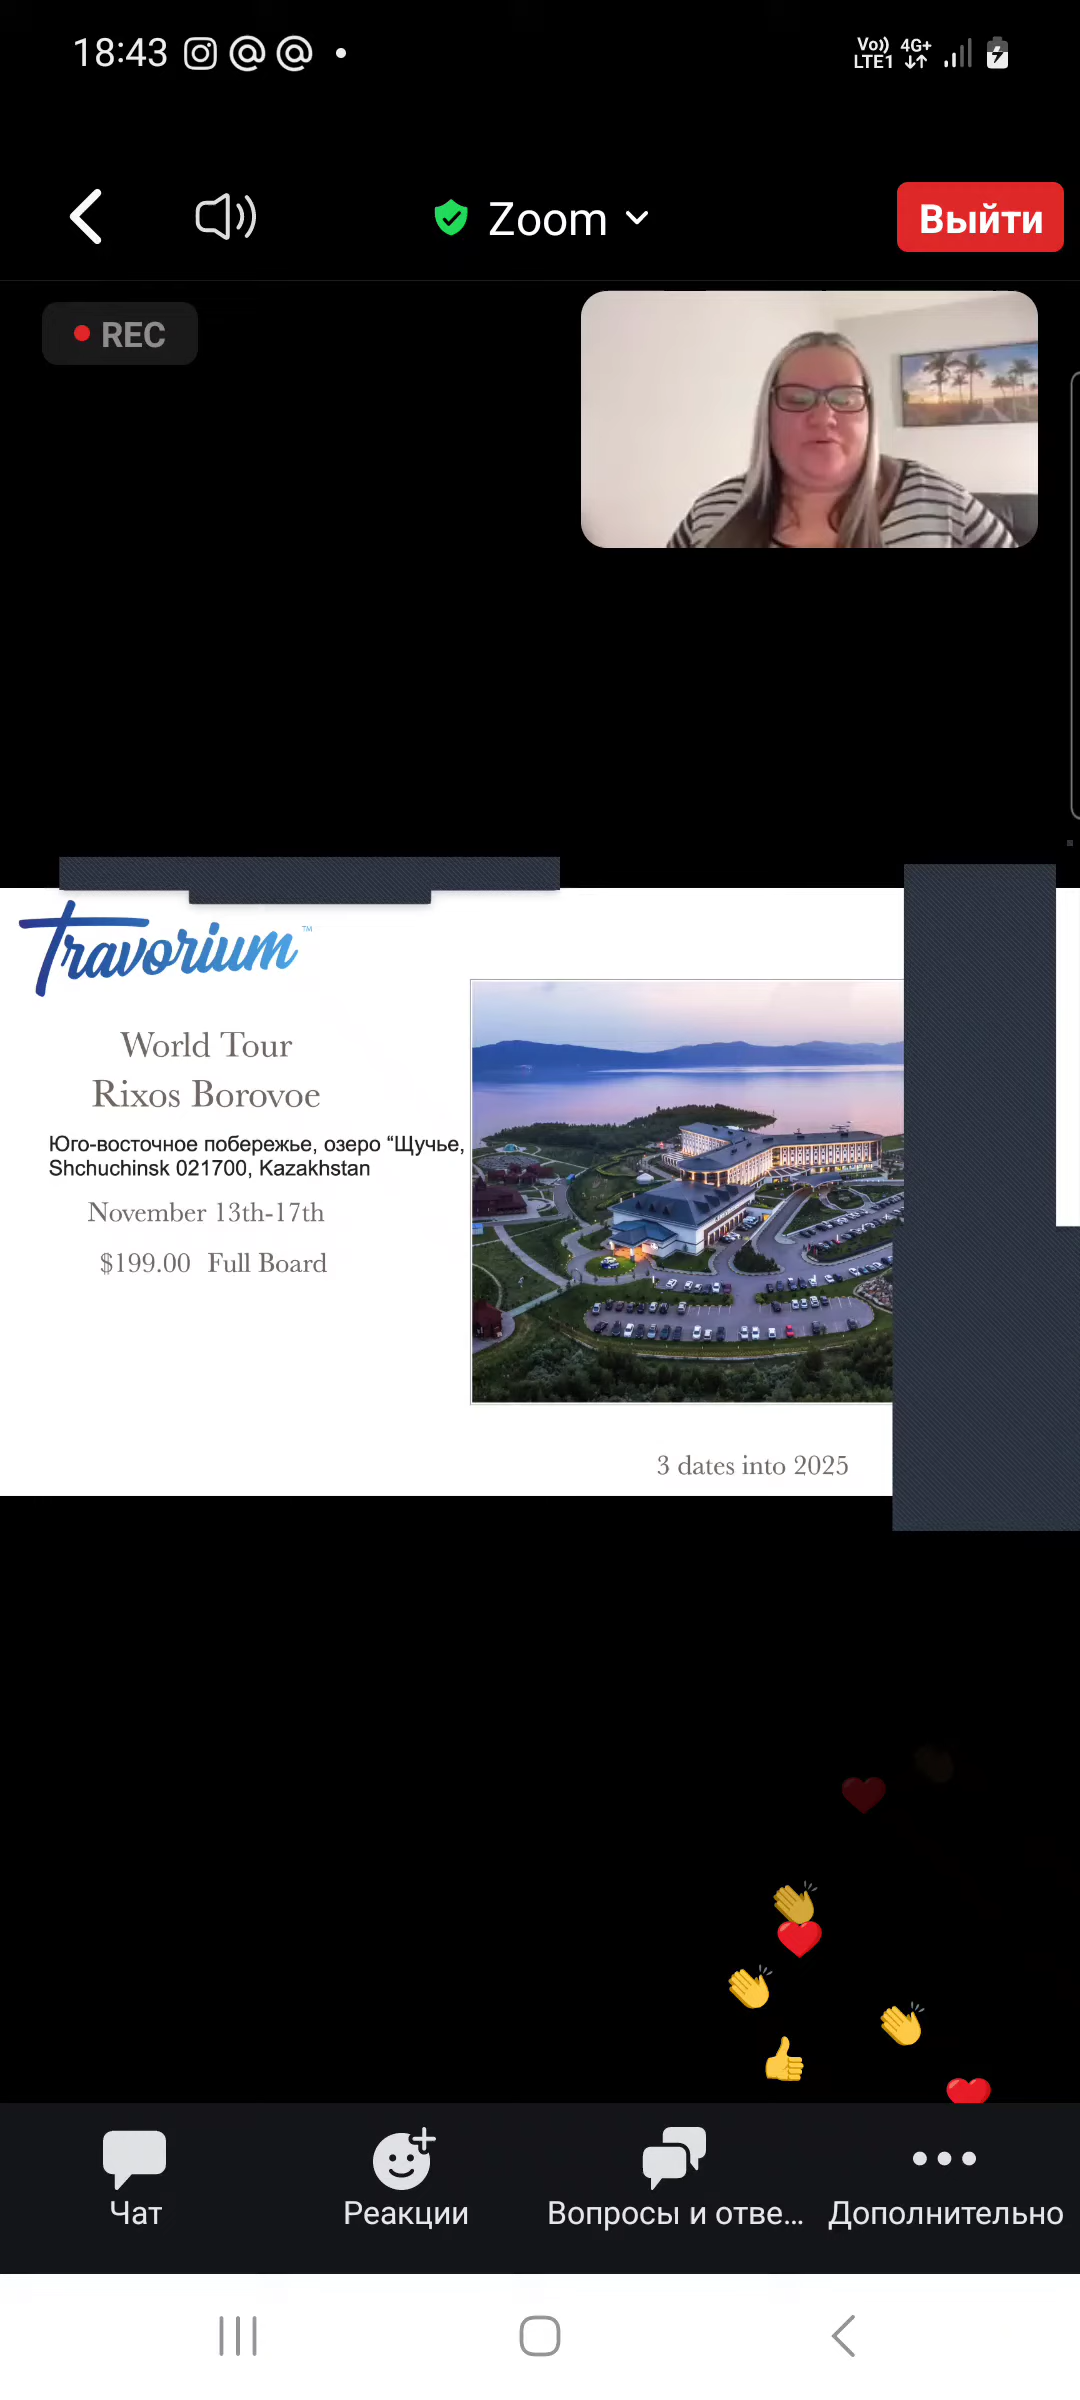 18:43
Vo)) 4G+
LTE1
Zoom
Выйти
REC
Travorium™
World Tour
Rixos Borovoe
Юго-восточное побережье, озеро “Щучье,
Shchuchinsk 021700, Kazakhstan
November 13th-17th
$199.00 Full Board
3 dates into 2025
Чат
Реакции
Вопросы и отве...
Дополнительно